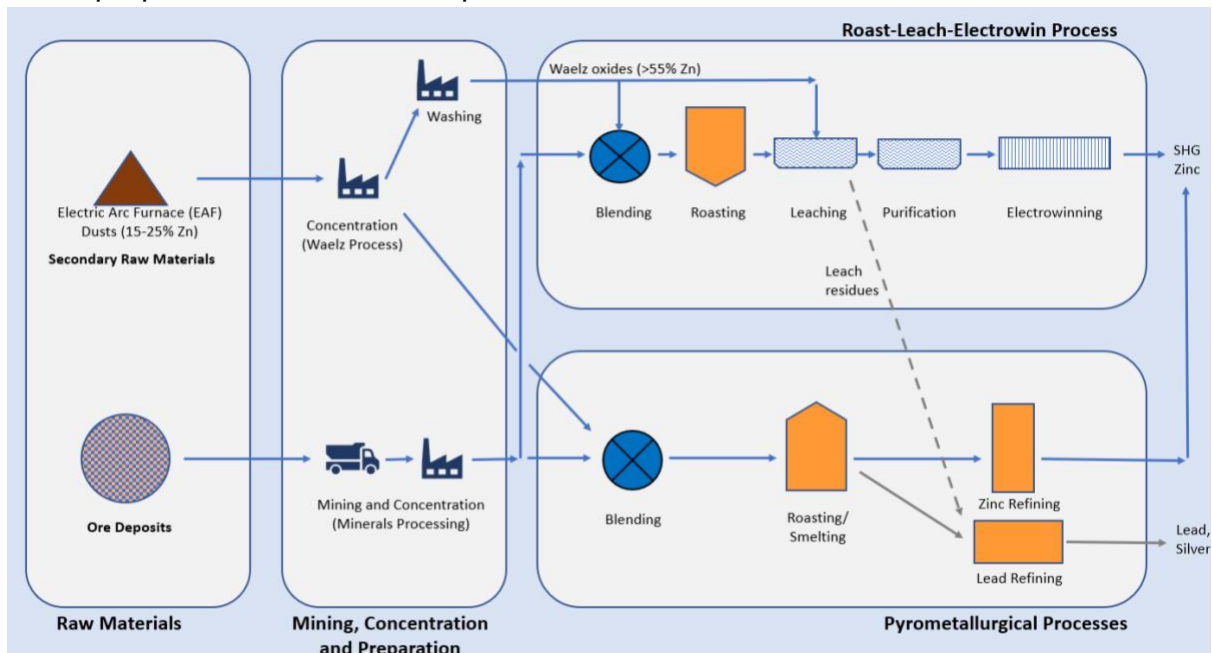 Roast-Leach-Electrowin Process
Waelz oxides (>55% Zn)
Washing
SHG
Zinc
Electric Arc Furnace (EAF)
Dusts (15-25% Zn)
Secondary Raw Materials
Concentration
(Waelz Process)
Blending
Roasting
Leaching
Purification
Electrowinning
Leach
residues
Ore Deposits
Mining and Concentration
(Minerals Processing)
Blending
Roasting/
Smelting
Zinc Refining
Lead Refining
Lead,
Silver
Raw Materials
Mining, Concentration
and Preparation
Pyrometallurgical Processes